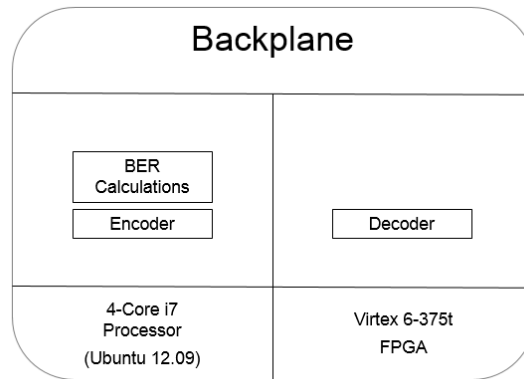 Backplane
BER
Calculations
Encoder
Decoder
4-Core i7
Processor
(Ubuntu 12.09)
Virtex 6-375t
FPGA